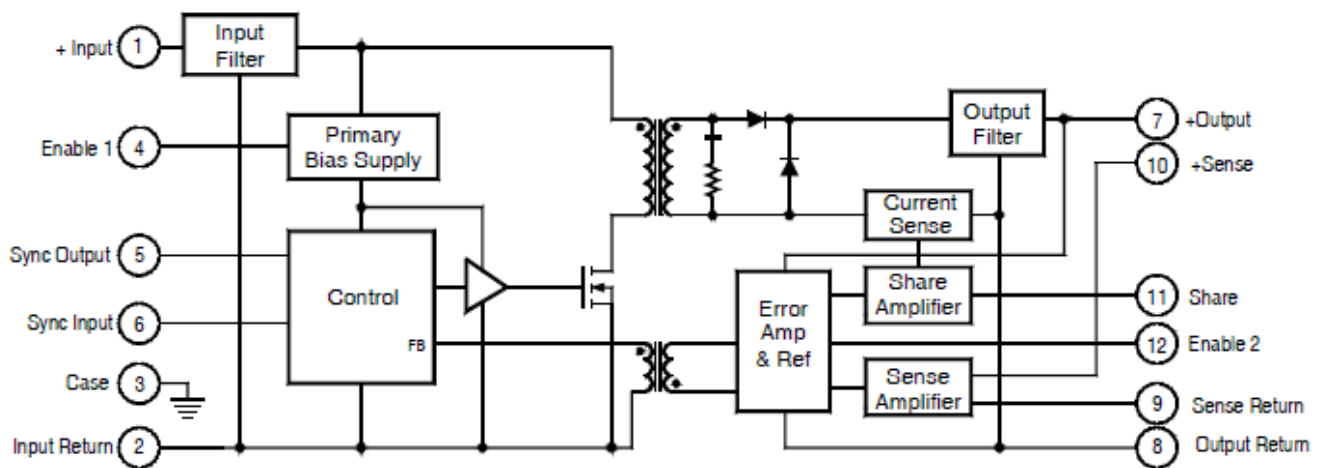 + Input
1
Input
Filter
Enable 1
4
Primary
Bias Supply
Sync Output
5
Sync Input
6
Control
FB
Case
3
Input Return
2
Output
Filter
7
+Output
10
+Sense
Current
Sense
Share
Amplifier
11
Share
Error
Amp
& Ref
12
Enable 2
Sense
Amplifier
9
Sense Return
8
Output Return